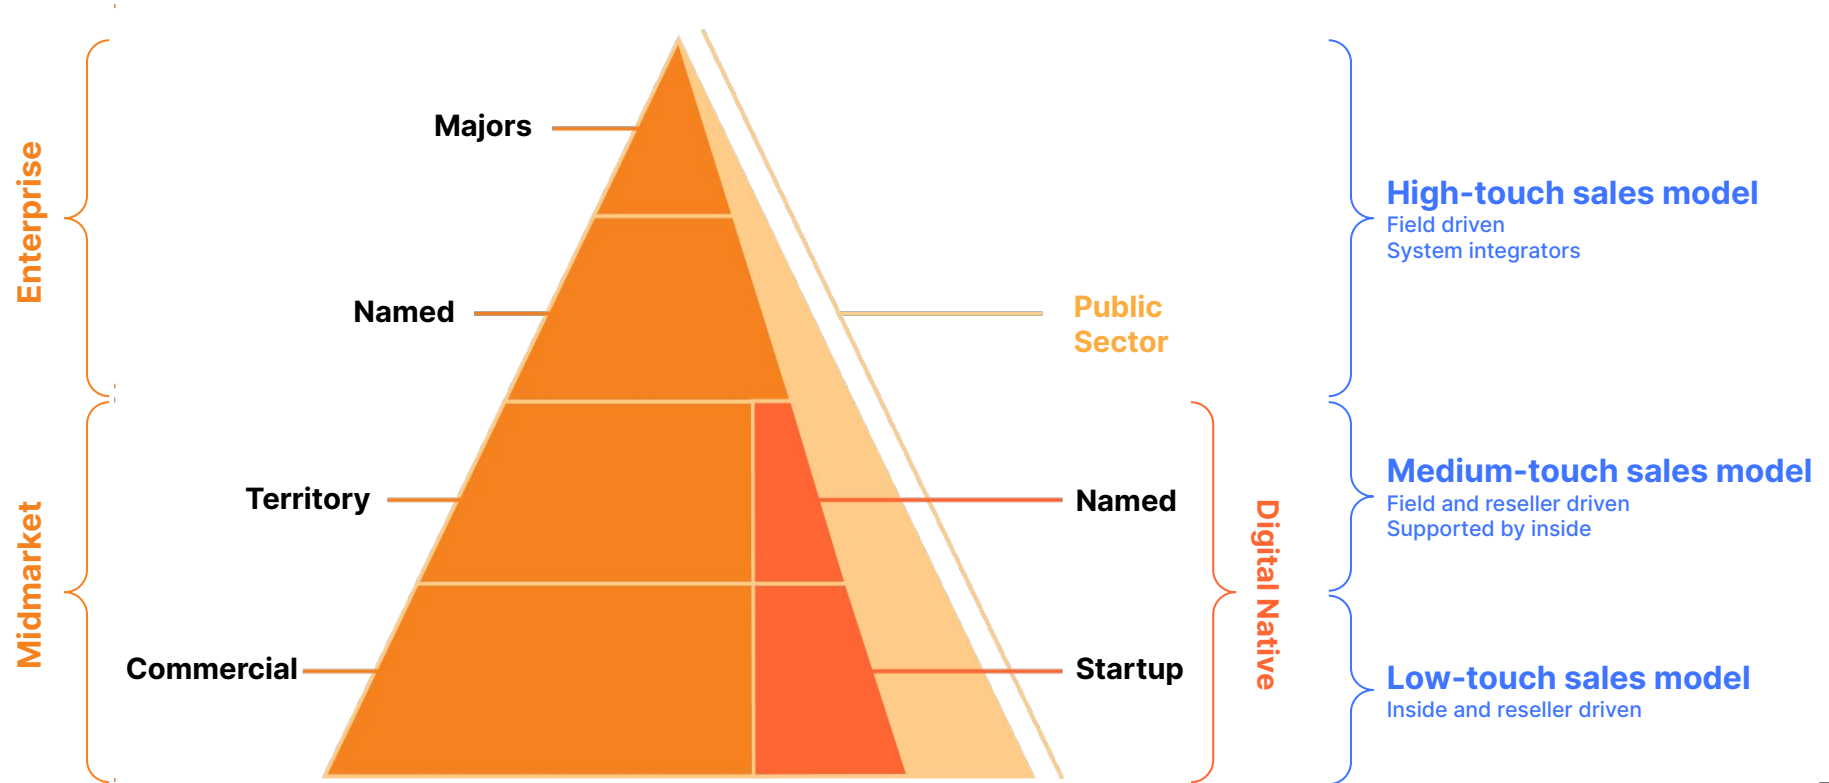 Enterprise
Majors
Named
Public
Sector
High-touch sales model
Field driven
System integrators
Midmarket
Territory
Commercial
Named
Startup
Digital Native
Medium-touch sales model
Field and reseller driven
Supported by inside
Low-touch sales model
Inside and reseller driven